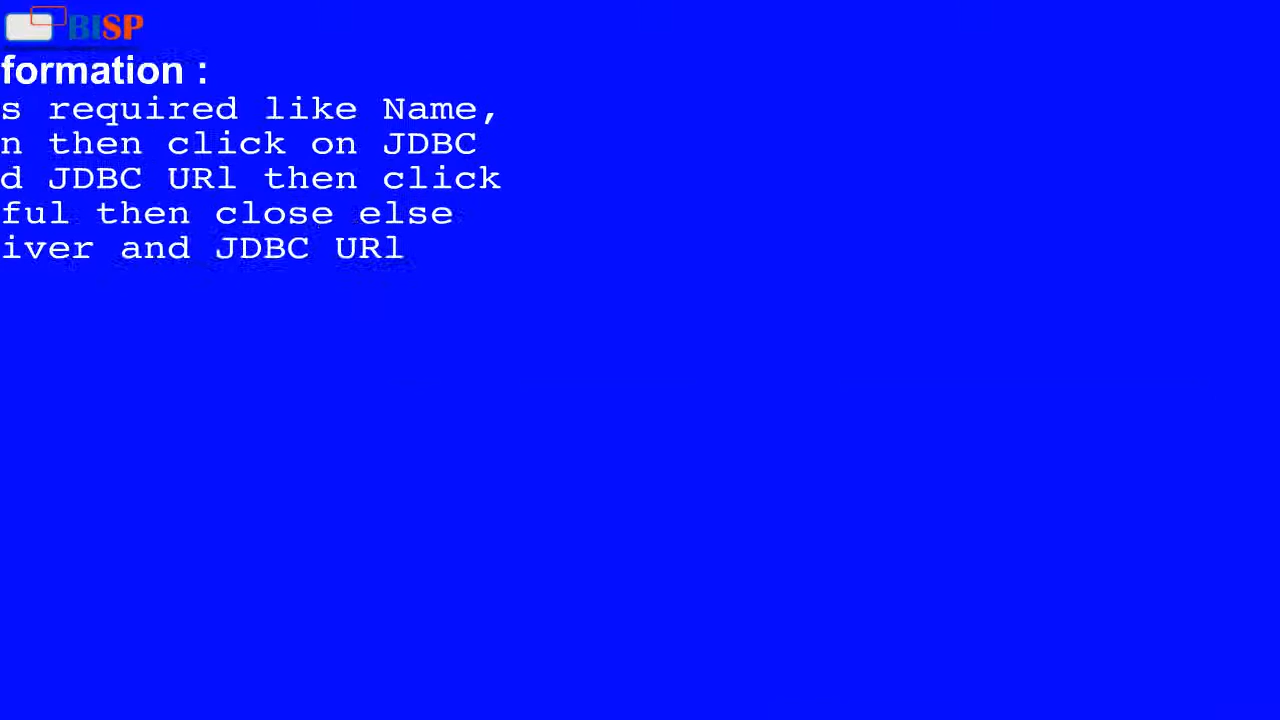 BISP
formation :
s required like Name,
n then click on JDBC
d JDBC URl then click
ful then close else
iver and JDBC URl